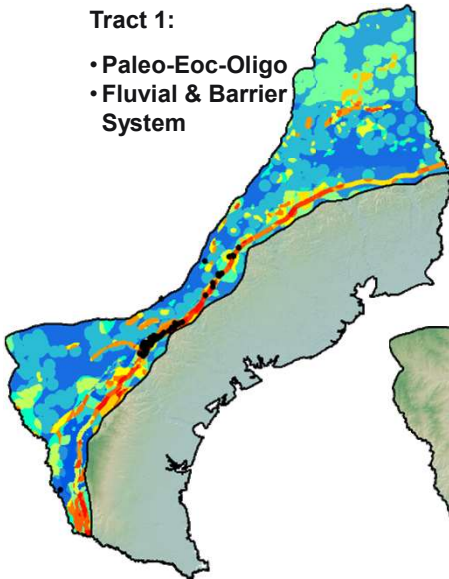 Tract 1:
• Paleo-Eoc-Oligo
• Fluvial & Barrier
System